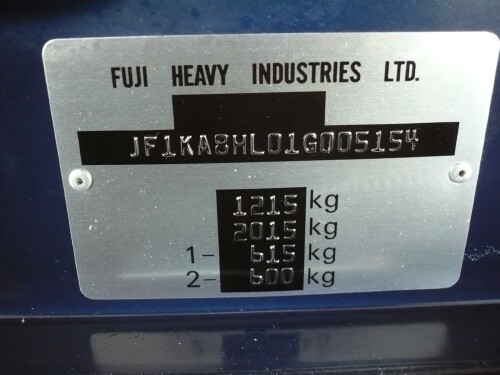 FUJI HEAVY INDUSTRIES LTD.
JF1KA8HL01G005154
1215 kg
2015 kg
1- 615 kg
2- 600 kg